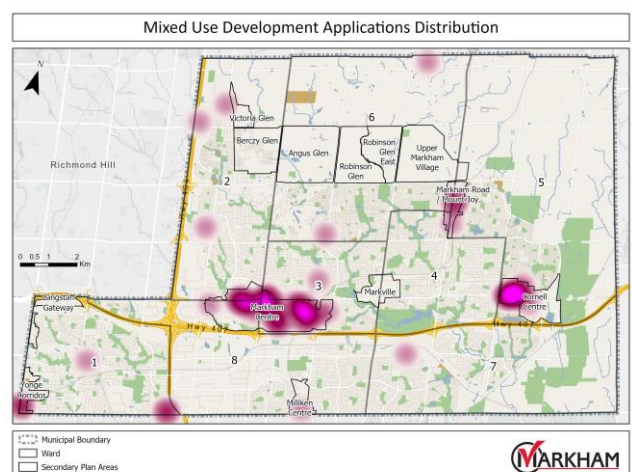 Mixed Use Development Applications Distribution
N
Victoria Glen
6
Richmond Hill
Berczy Glen
Angus Glen
Robinson
Glen
East
Robinson
Glen
Upper
Markham
Village
2
5
Markham Road
/ Mount Joy
0 0.5 1 2
Km
3
Markville
4
Markham
Centre
Cornell
Centre
Langstaff
Gateway
Hwy 407
Hwy 407
1
8
7
Yonge
Corridor
Milliken
Centre
Municipal Boundary
Ward
Secondary Plan Areas
MARKHAM